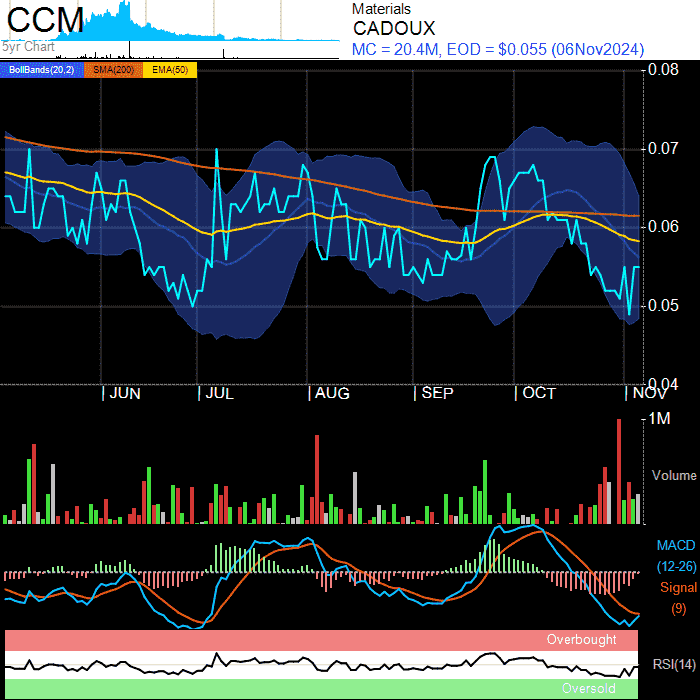 CCM
5yr Chart
Materials
CADOUX
MC = 20.4M, EOD = $0.055 (06Nov2024)
BollBands(20,2) SMA(200) EMA(50)
0.08
0.07
0.06
0.05
0.04
| JUN | JUL | AUG | SEP | OCT | NOV
1M
Volume
MACD
(12-26)
Signal
(9)
Overbought
RSI(14)
Oversold